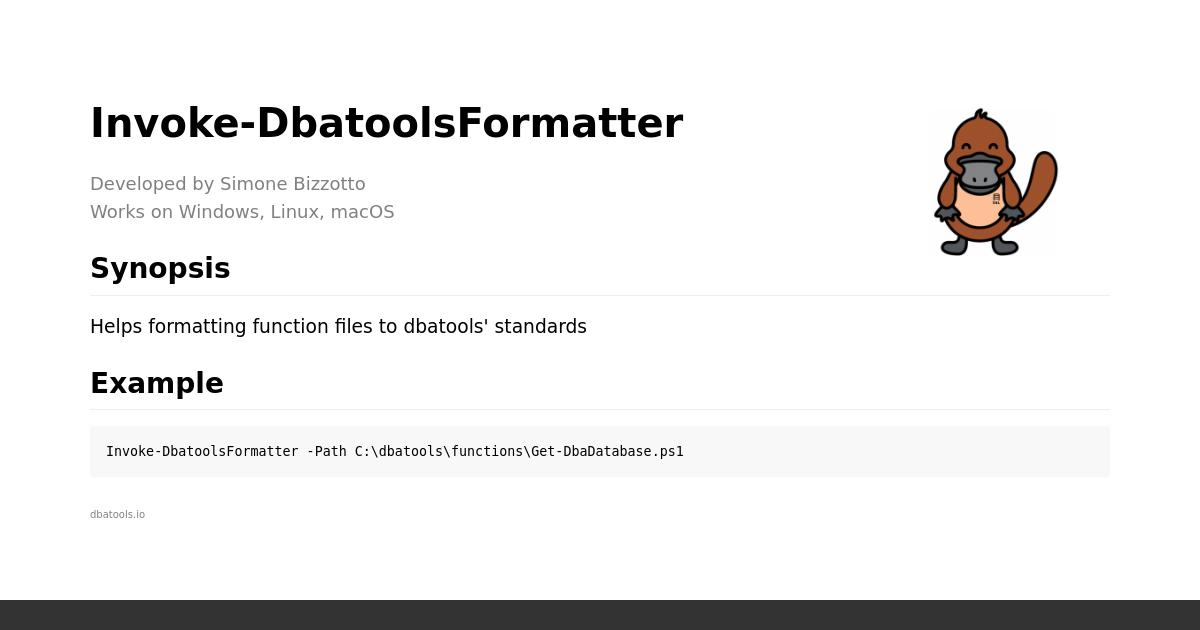 Invoke-DbatoolsFormatter
Developed by Simone Bizzotto
Works on Windows, Linux, macOS
Synopsis
Helps formatting function files to dbatools' standards
Example
Invoke-DbatoolsFormatter -Path C:\dbatools\functions\Get-DbaDatabase.ps1
dbatools.io